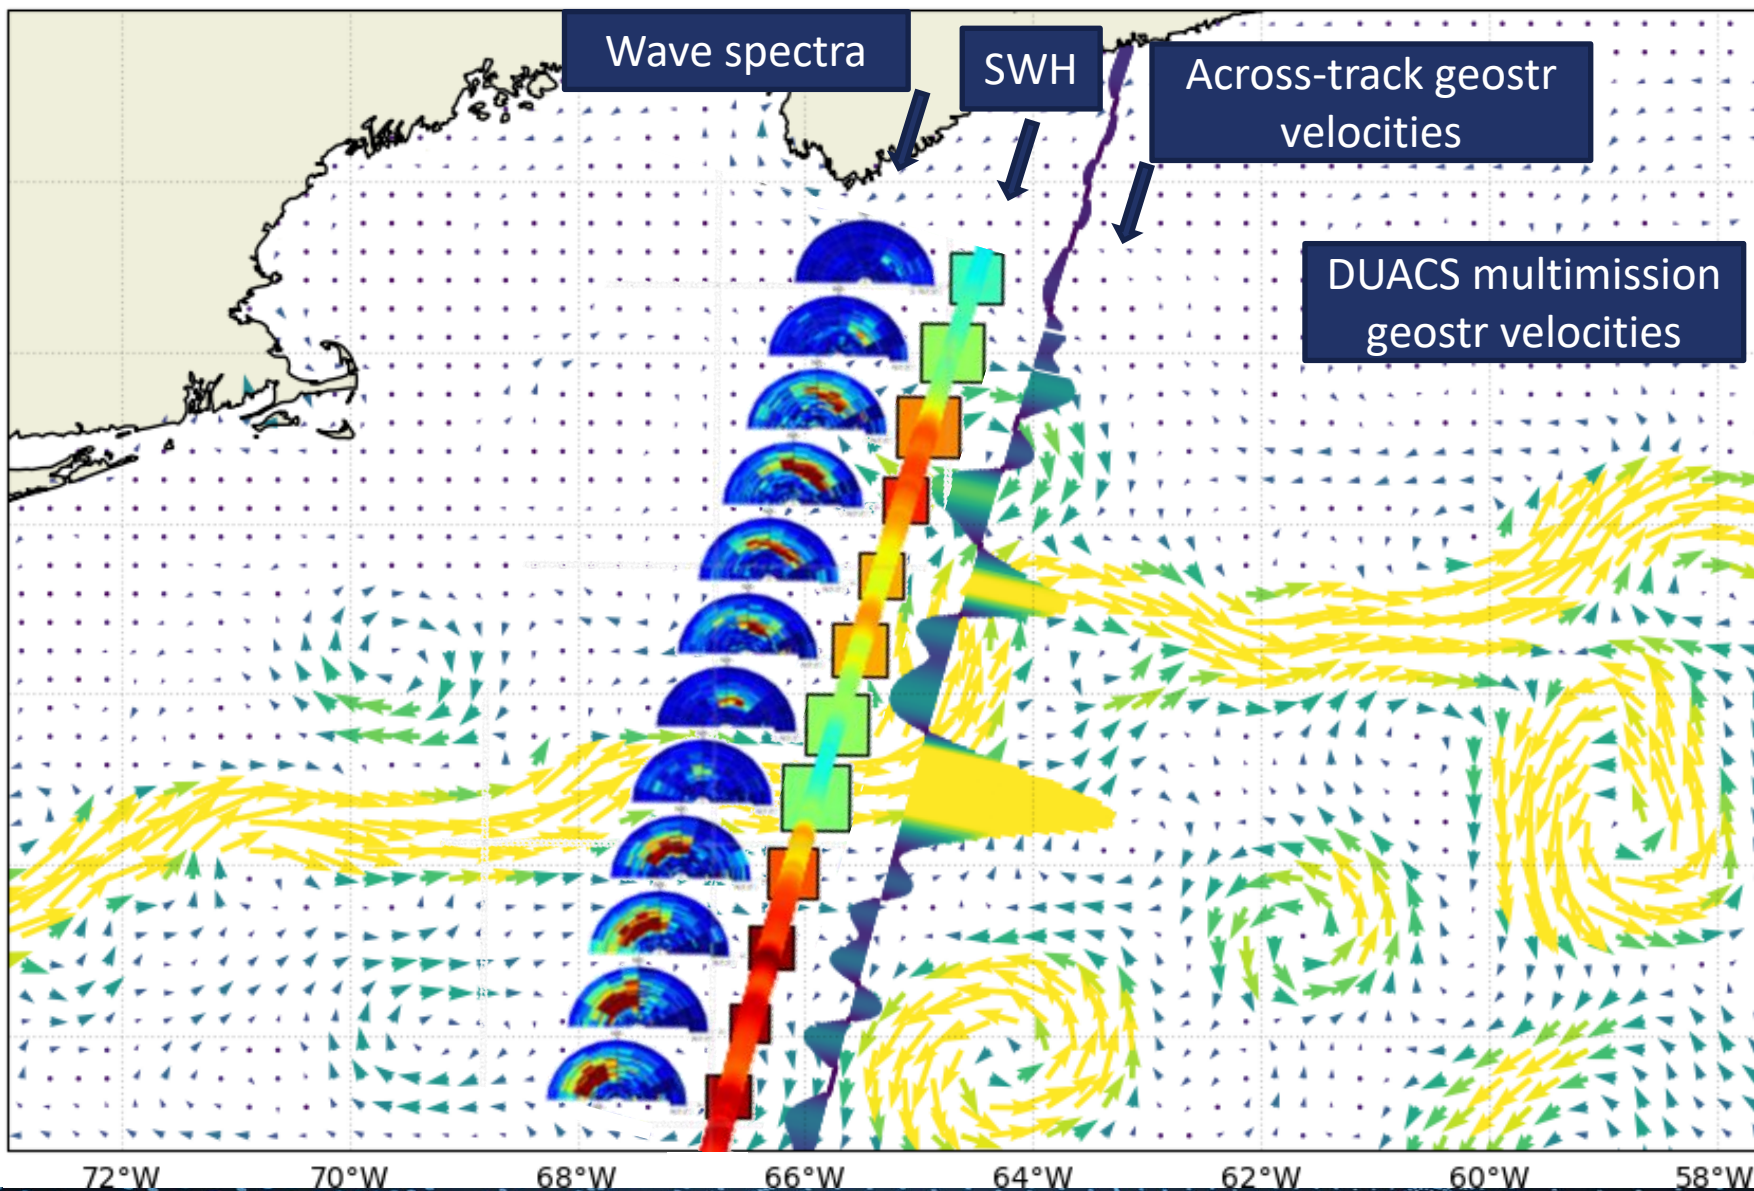 Wave spectra
SWH
Across-track geostr
velocities
DUACS multimission
geostr velocities
72°W 70°W 68°W 66°W 64°W 62°W 60°W 58°W